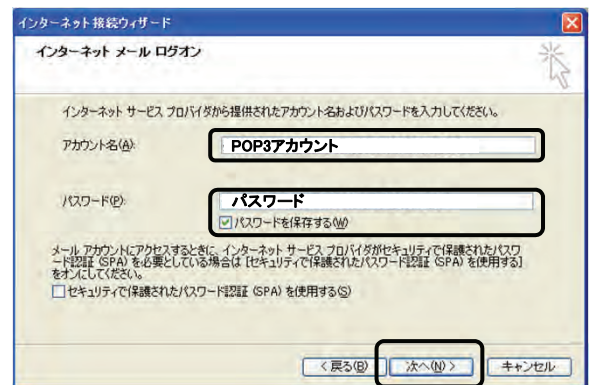 インターネット接続ウィザード
インターネット メール ログオン
インターネット サービス プロバイダから提供されたアカウント名およびパスワードを入力してください。
アカウント名(A):
POP3アカウント
パスワード(P):
パスワード
パスワードを保存する(W)
メール アカウントにアクセスするときに、インターネット サービス プロバイダがセキュリティで保護されたパスワ
ード認証 (SPA) を必要としている場合は [セキュリティで保護されたパスワード認証 (SPA) を使用する]
をオンにしてください。
セキュリティで保護されたパスワード認証 (SPA) を使用する(S)
< 戻る(B)
次へ(N) >
キャンセル